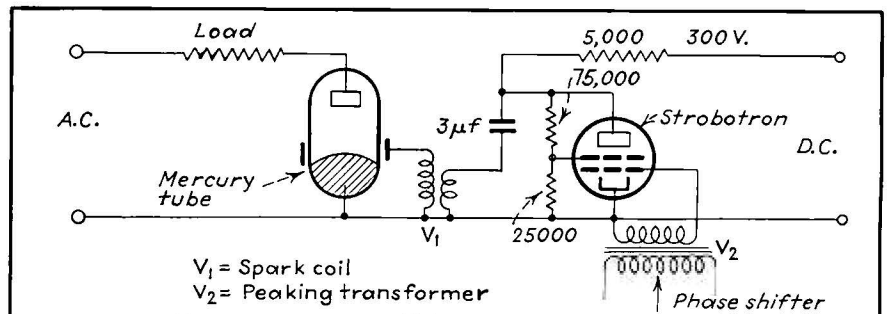 Load
5,000
300 V.
75,000
A.C.
3µf
Strobotron
D.C.
Mercury
tube
V₁
25000
V₂
V₁ = Spark coil
V₂ = Peaking transformer
Phase shifter